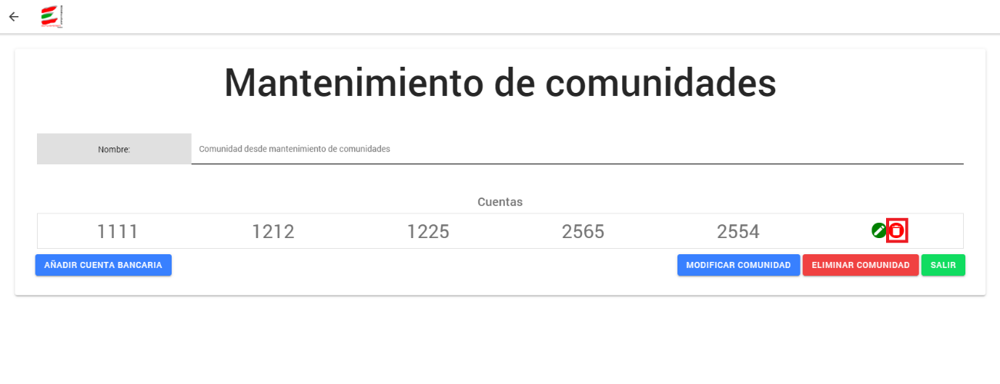 Mantenimiento de comunidades
Nombre: Comunidad desde mantenimiento de comunidades
Cuentas
1111 1212 1225 2565 2554
AÑADIR CUENTA BANCARIA MODIFICAR COMUNIDAD ELIMINAR COMUNIDAD SALIR